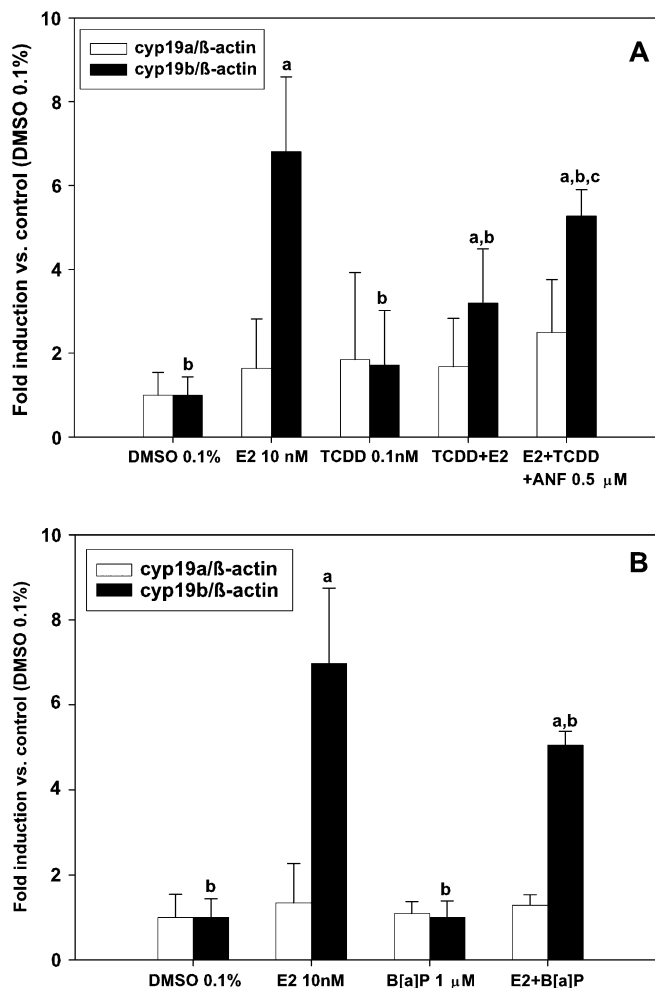 10
8
6
4
2
0
Fold induction vs. control (DMSO 0.1%)
cyp19a/ß-actin
cyp19b/ß-actin
A
b
a
b
a,b
a,b,c
DMSO 0.1% E2 10 nM TCDD 0.1nM TCDD+E2 E2+TCDD
+ANF 0.5 μM
10
8
6
4
2
0
Fold induction vs. control (DMSO 0.1%)
cyp19a/ß-actin
cyp19b/ß-actin
B
b
a
b
a,b
DMSO 0.1% E2 10nM B[a]P 1 μM E2+B[a]P